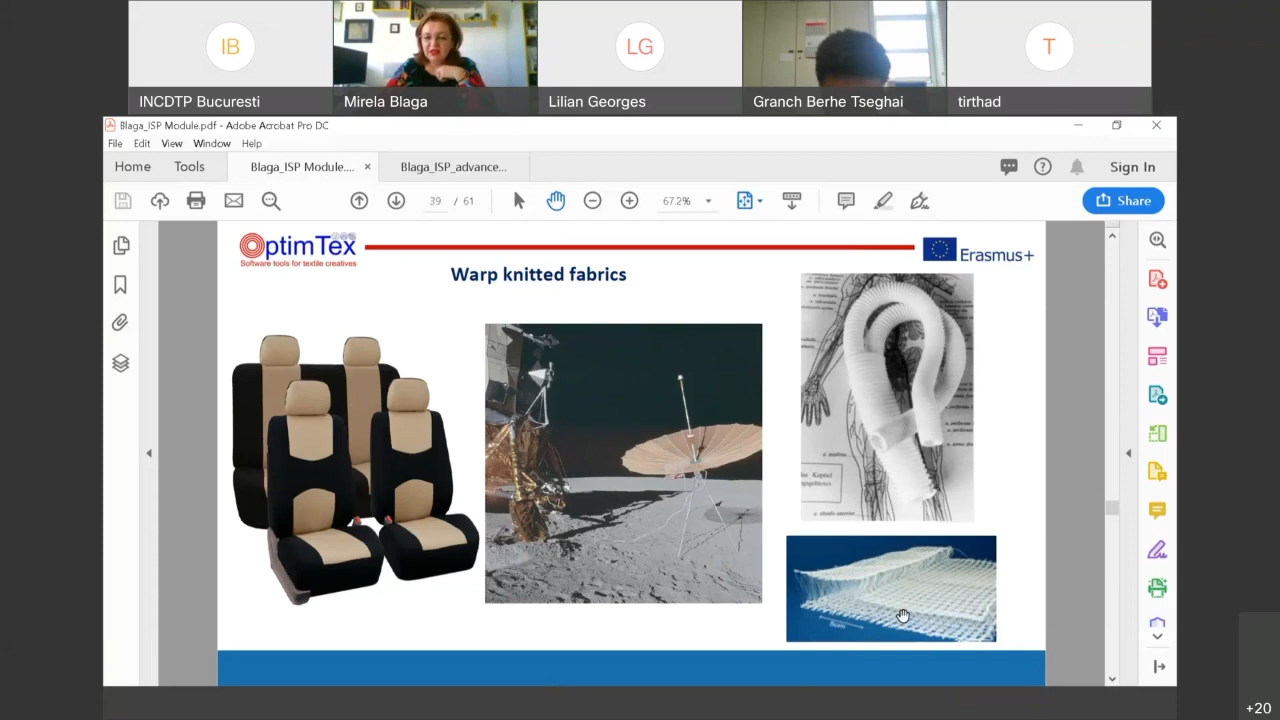 IB
LG
T
INCDTP Bucuresti
Mirela Blaga
Lilian Georges
Granch Berhe Tseghai
tirthad
Blaga_ISP Module.pdf - Adobe Acrobat Pro DC
File Edit View Window Help
Home Tools Blaga_ISP Module.... × Blaga_ISP_advance... Sign In
39 / 61 67.2% Share
OptimTex
Software tools for textile creatives
Erasmus+
Warp knitted fabrics
+20